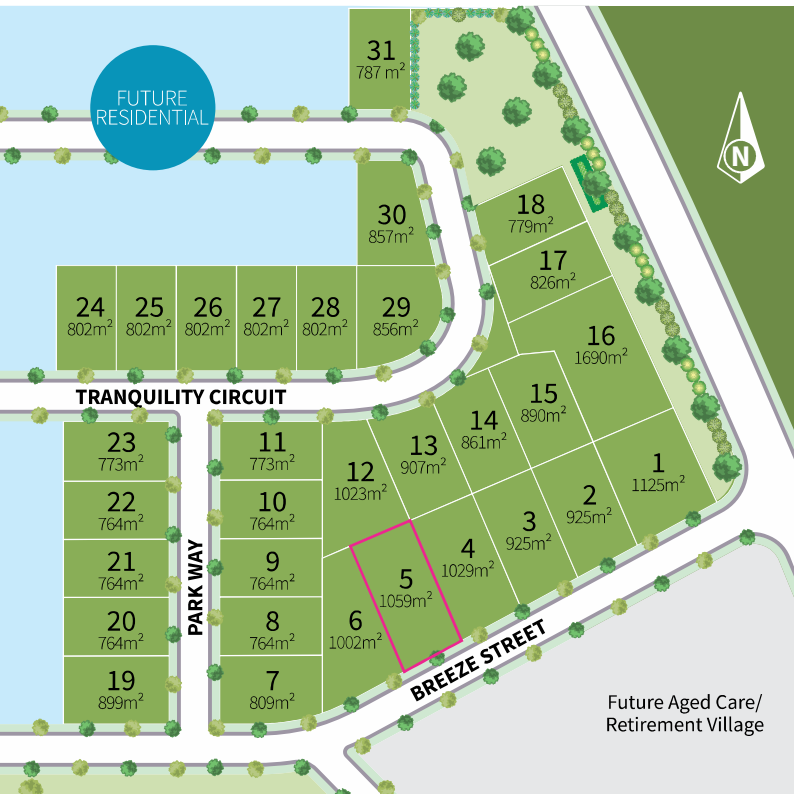 31
787 m²
FUTURE
RESIDENTIAL
N
18
779m²
30
857m²
17
826m²
24
802m²
25
802m²
26
802m²
27
802m²
28
802m²
29
856m²
16
1690m²
TRANQUILITY CIRCUIT
15
890m²
14
861m²
13
907m²
23
773m²
11
773m²
12
1023m²
1
1125m²
22
764m²
10
764m²
2
925m²
3
925m²
4
1029m²
21
764m²
PARK WAY
9
764m²
5
1059m²
20
764m²
8
764m²
6
1002m²
BREEZE STREET
19
899m²
7
809m²
Future Aged Care/
Retirement Village